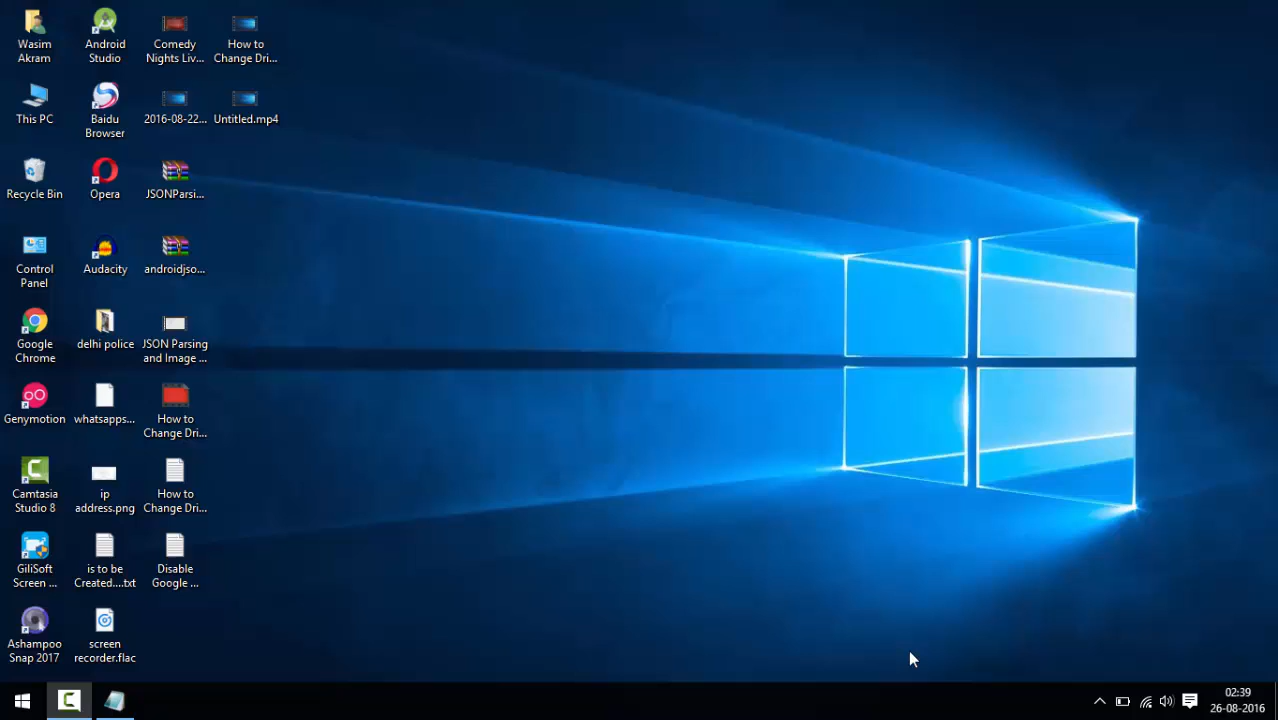 Wasim
Akram
This PC
Recycle Bin
Control
Panel
Google
Chrome
Genymotion
Camtasia
Studio 8
GiliSoft
Screen ...
Ashampoo
Snap 2017
Android
Studio
Baidu
Browser
Opera
Audacity
delhi police
whatsapps...
ip
address.png
is to be
Created....txt
screen
recorder.flac
Comedy
Nights Liv...
2016-08-22...
JSONParsi...
androidjso...
JSON Parsing
and Image ...
How to
Change Dri...
How to
Change Dri...
Disable
Google ...
How to
Change Dri...
Untitled.mp4
02:39
26-08-2016